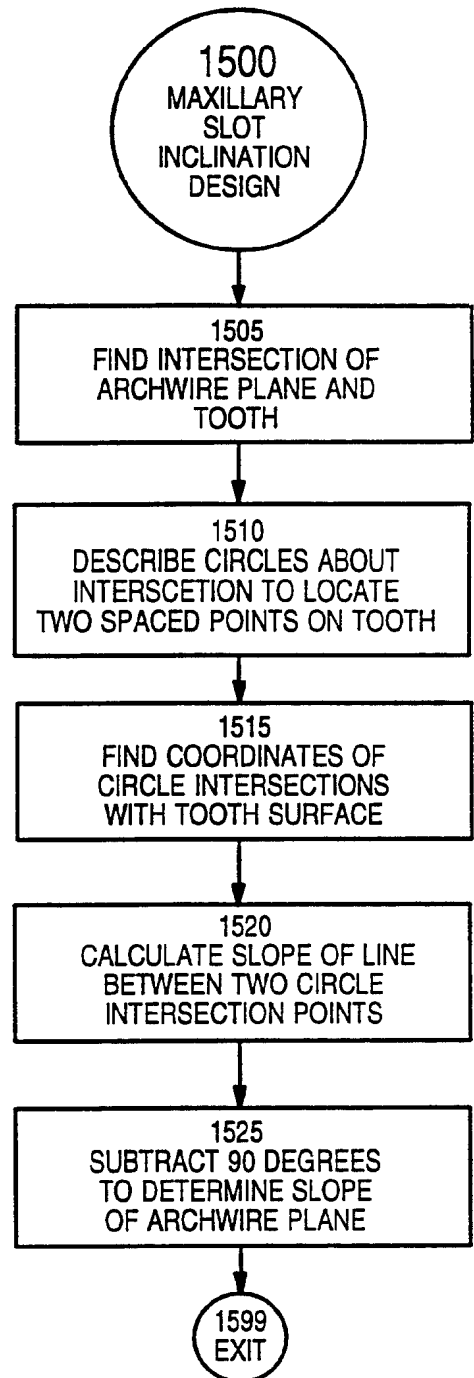 1500
MAXILLARY
SLOT
INCLINATION
DESIGN
1505
FIND INTERSECTION OF
ARCHWIRE PLANE AND
TOOTH
1510
DESCRIBE CIRCLES ABOUT
INTERSCETION TO LOCATE
TWO SPACED POINTS ON TOOTH
1515
FIND COORDINATES OF
CIRCLE INTERSECTIONS
WITH TOOTH SURFACE
1520
CALCULATE SLOPE OF LINE
BETWEEN TWO CIRCLE
INTERSECTION POINTS
1525
SUBTRACT 90 DEGREES
TO DETERMINE SLOPE
OF ARCHWIRE PLANE
1599
EXIT